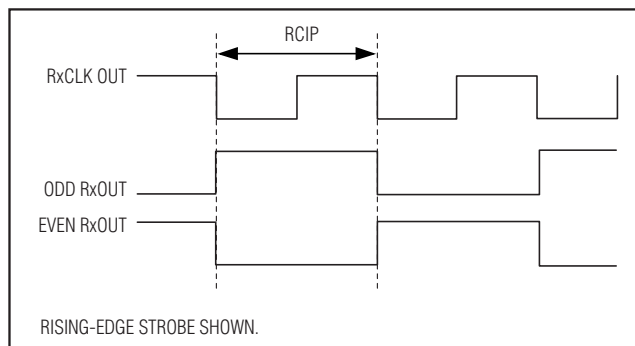 RCIP
RxCLK OUT
ODD RxOUT
EVEN RxOUT
RISING-EDGE STROBE SHOWN.